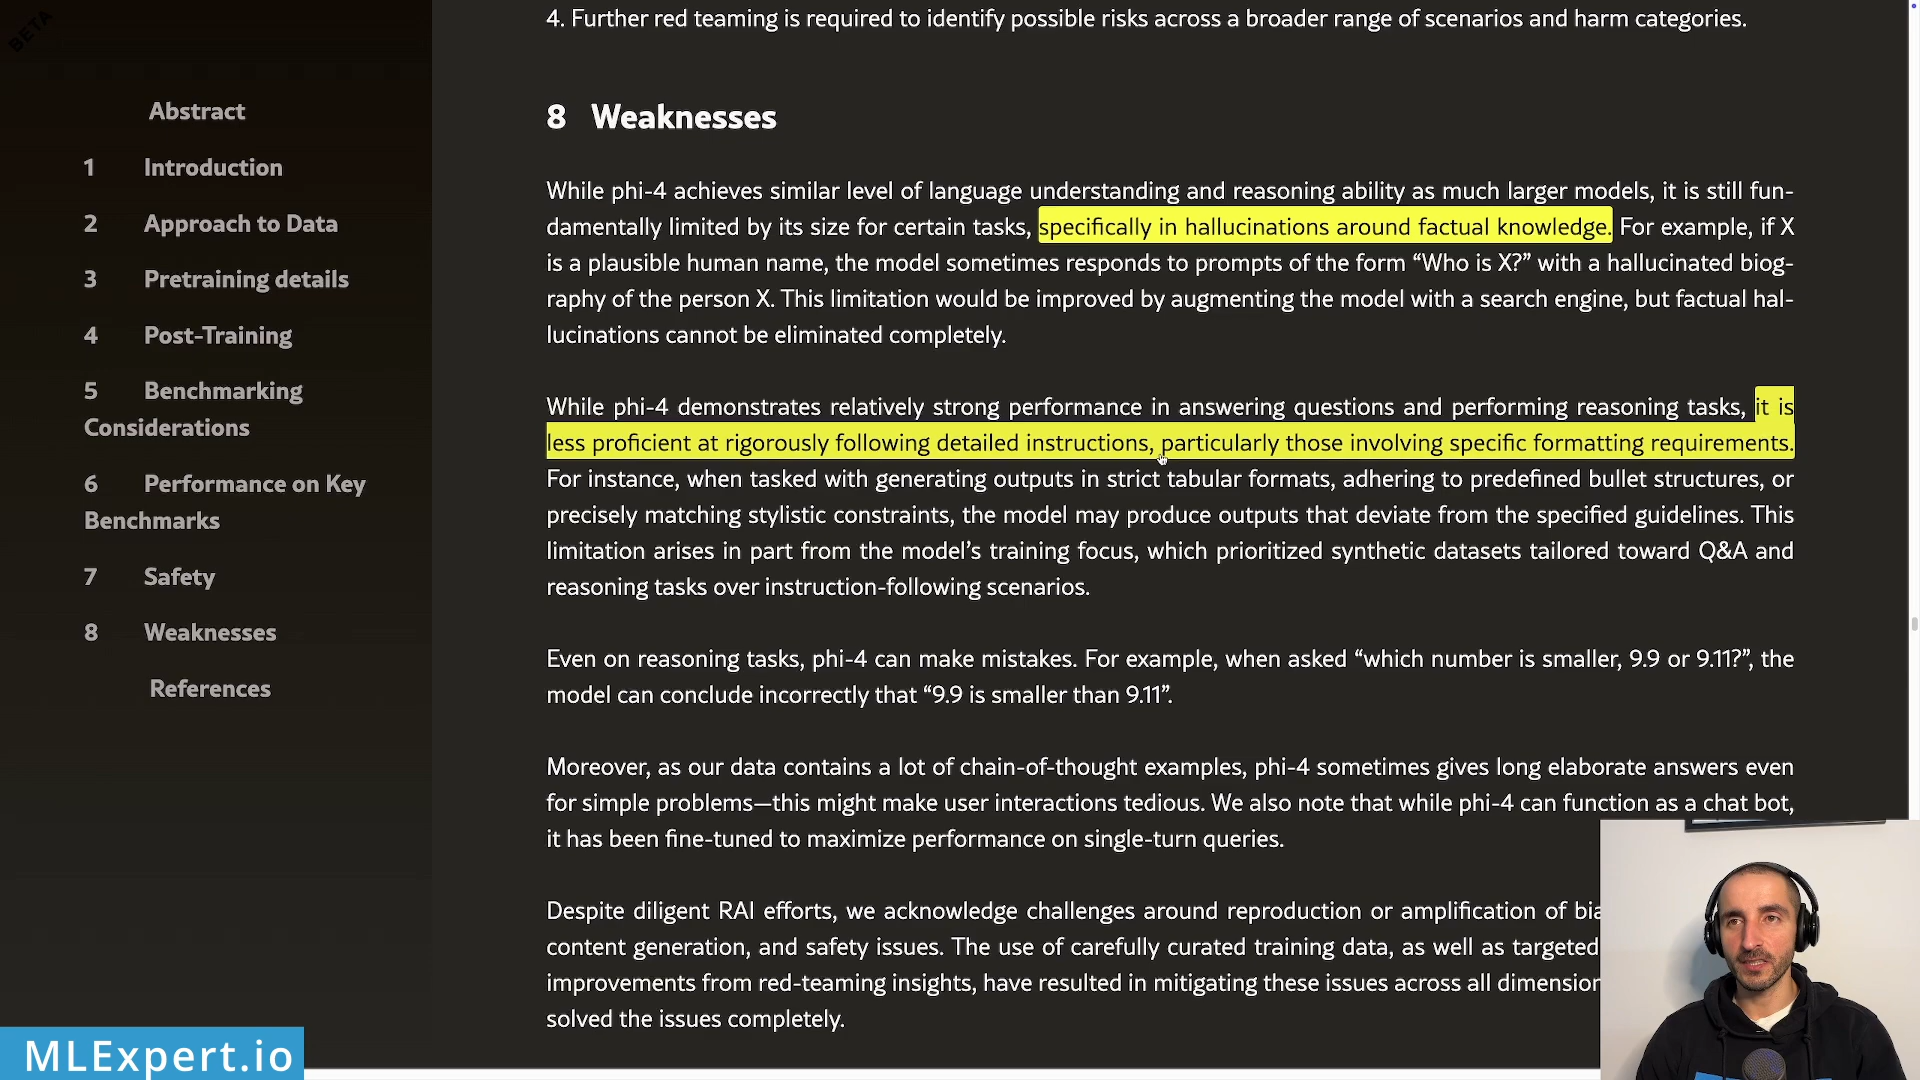 BETA
Abstract
1 Introduction
2 Approach to Data
3 Pretraining details
4 Post-Training
5 Benchmarking
Considerations
6 Performance on Key
Benchmarks
7 Safety
8 Weaknesses
References
4. Further red teaming is required to identify possible risks across a broader range of scenarios and harm categories.
8 Weaknesses
While phi-4 achieves similar level of language understanding and reasoning ability as much larger models, it is still fun-
damentally limited by its size for certain tasks, specifically in hallucinations around factual knowledge. For example, if X
is a plausible human name, the model sometimes responds to prompts of the form “Who is X?” with a hallucinated biog-
raphy of the person X. This limitation would be improved by augmenting the model with a search engine, but factual hal-
lucinations cannot be eliminated completely.
While phi-4 demonstrates relatively strong performance in answering questions and performing reasoning tasks, it is
less proficient at rigorously following detailed instructions, particularly those involving specific formatting requirements.
For instance, when tasked with generating outputs in strict tabular formats, adhering to predefined bullet structures, or
precisely matching stylistic constraints, the model may produce outputs that deviate from the specified guidelines. This
limitation arises in part from the model’s training focus, which prioritized synthetic datasets tailored toward Q&A and
reasoning tasks over instruction-following scenarios.
Even on reasoning tasks, phi-4 can make mistakes. For example, when asked “which number is smaller, 9.9 or 9.11?”, the
model can conclude incorrectly that “9.9 is smaller than 9.11”.
Moreover, as our data contains a lot of chain-of-thought examples, phi-4 sometimes gives long elaborate answers even
for simple problems—this might make user interactions tedious. We also note that while phi-4 can function as a chat bot,
it has been fine-tuned to maximize performance on single-turn queries.
Despite diligent RAI efforts, we acknowledge challenges around reproduction or amplification of
content generation, and safety issues. The use of carefully curated training data, as well as targeted
improvements from red-teaming insights, have resulted in mitigating these issues across all
solved the issues completely.
MLExpert.io